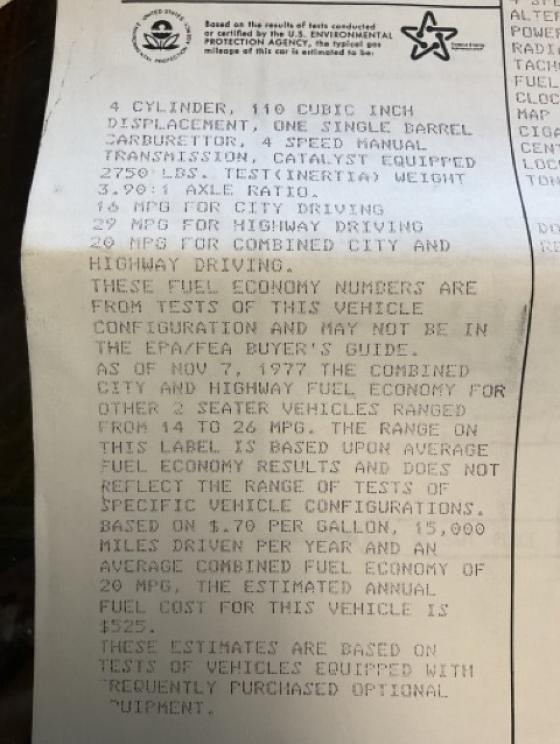 Based on the results of tests conducted
or certified by the U.S. ENVIRONMENTAL
PROTECTION AGENCY, the typical gas
mileage of this car is estimated to be:
4 CYLINDER, 110 CUBIC INCH
DISPLACEMENT, ONE SINGLE BARREL
CARBURETTOR, 4 SPEED MANUAL
TRANSMISSION, CATALYST EQUIPPED
2750 LBS. TEST(INERTIA) WEIGHT
3.90:1 AXLE RATIO.
16 MPG FOR CITY DRIVING
29 MPG FOR HIGHWAY DRIVING
20 MPG FOR COMBINED CITY AND
HIGHWAY DRIVING.
THESE FUEL ECONOMY NUMBERS ARE
FROM TESTS OF THIS VEHICLE
CONFIGURATION AND MAY NOT BE IN
THE EPA/FEA BUYER'S GUIDE.
AS OF NOV 7, 1977 THE COMBINED
CITY AND HIGHWAY FUEL ECONOMY FOR
OTHER 2 SEATER VEHICLES RANGED
FROM 14 TO 26 MPG. THE RANGE ON
THIS LABEL IS BASED UPON AVERAGE
FUEL ECONOMY RESULTS AND DOES NOT
REFLECT THE RANGE OF TESTS OF
SPECIFIC VEHICLE CONFIGURATIONS.
BASED ON $.70 PER GALLON, 15,000
MILES DRIVEN PER YEAR AND AN
AVERAGE COMBINED FUEL ECONOMY OF
20 MPG, THE ESTIMATED ANNUAL
FUEL COST FOR THIS VEHICLE IS
$525.
THESE ESTIMATES ARE BASED ON
TESTS OF VEHICLES EQUIPPED WITH
REQUENTLY PURCHASED OPTIONAL
UIPMENT.
ALTER
POWER
RADI
TACH
FUEL
CLOC
MAP
CIGA
CENT
LOC
TON
DO
RE